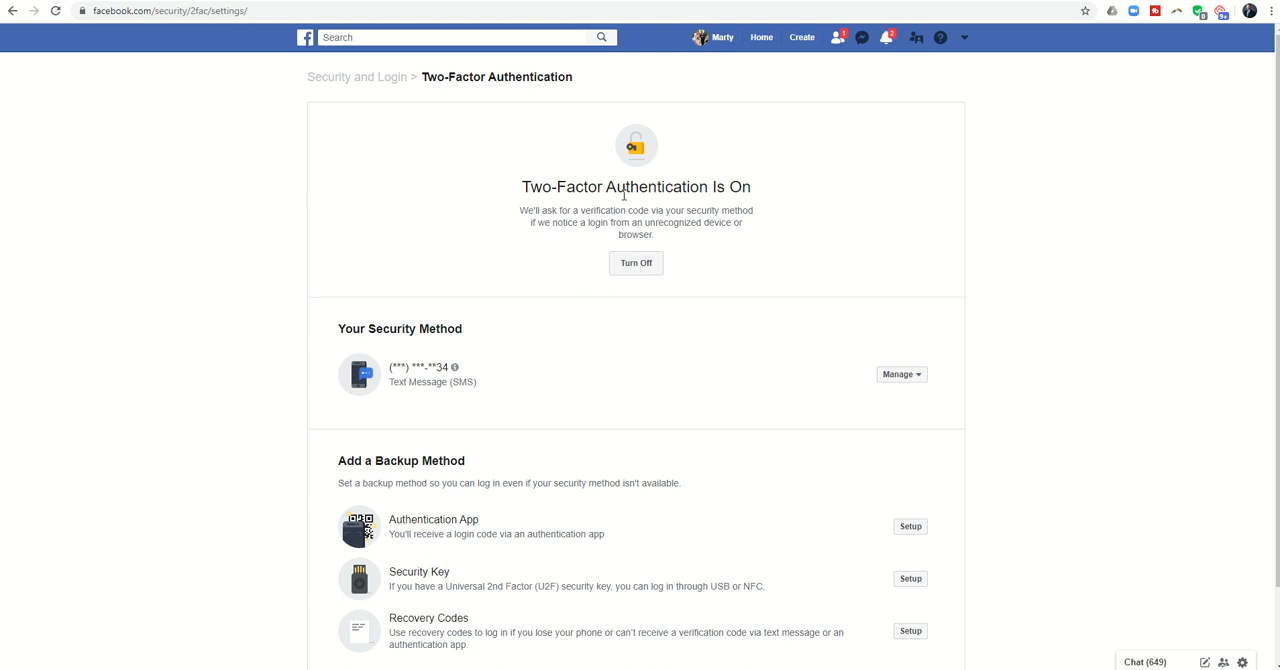 facebook.com/security/2fac/settings/
9+
f Search Marty Home Create 1 2
Security and Login > Two-Factor Authentication
Two-Factor Authentication Is On
We'll ask for a verification code via your security method
if we notice a login from an unrecognized device or
browser.
Turn Off
Your Security Method
(***) ***-**34
Text Message (SMS)
Manage
Add a Backup Method
Set a backup method so you can log in even if your security method isn't available.
Authentication App
You'll receive a login code via an authentication app
Setup
Security Key
If you have a Universal 2nd Factor (U2F) security key, you can log in through USB or NFC.
Setup
Recovery Codes
Use recovery codes to log in if you lose your phone or can't receive a verification code via text message or an
authentication app.
Setup
Chat (649)